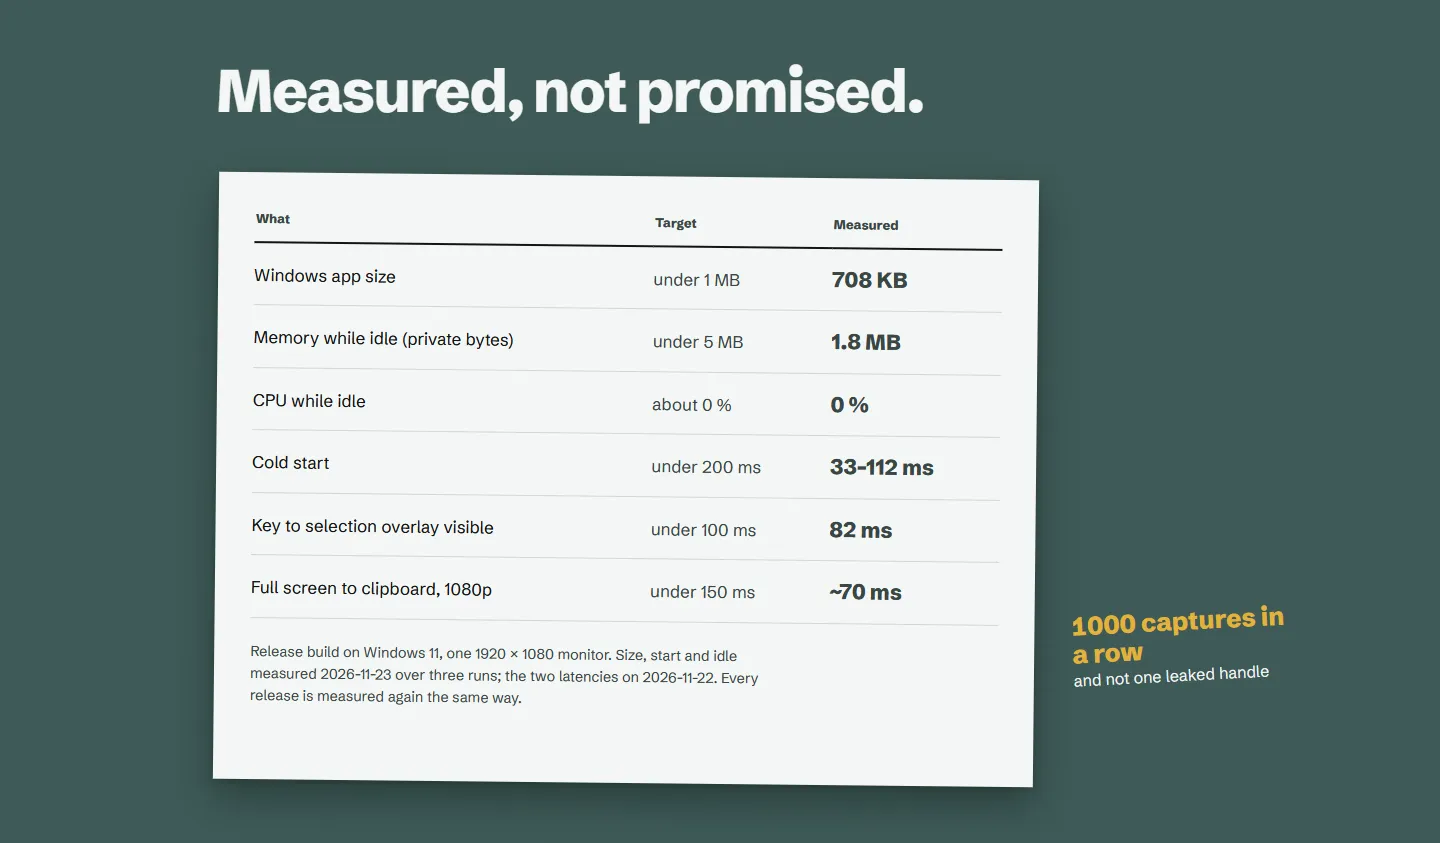 Measured, not promised.
What Target Measured
Windows app size under 1 MB 708 KB
Memory while idle (private bytes) under 5 MB 1.8 MB
CPU while idle about 0 % 0 %
Cold start under 200 ms 33–112 ms
Key to selection overlay visible under 100 ms 82 ms
Full screen to clipboard, 1080p under 150 ms ~70 ms
Release build on Windows 11, one 1920 × 1080 monitor. Size, start and idle
measured 2026-11-23 over three runs; the two latencies on 2026-11-22. Every
release is measured again the same way.
1000 captures in
a row
and not one leaked handle